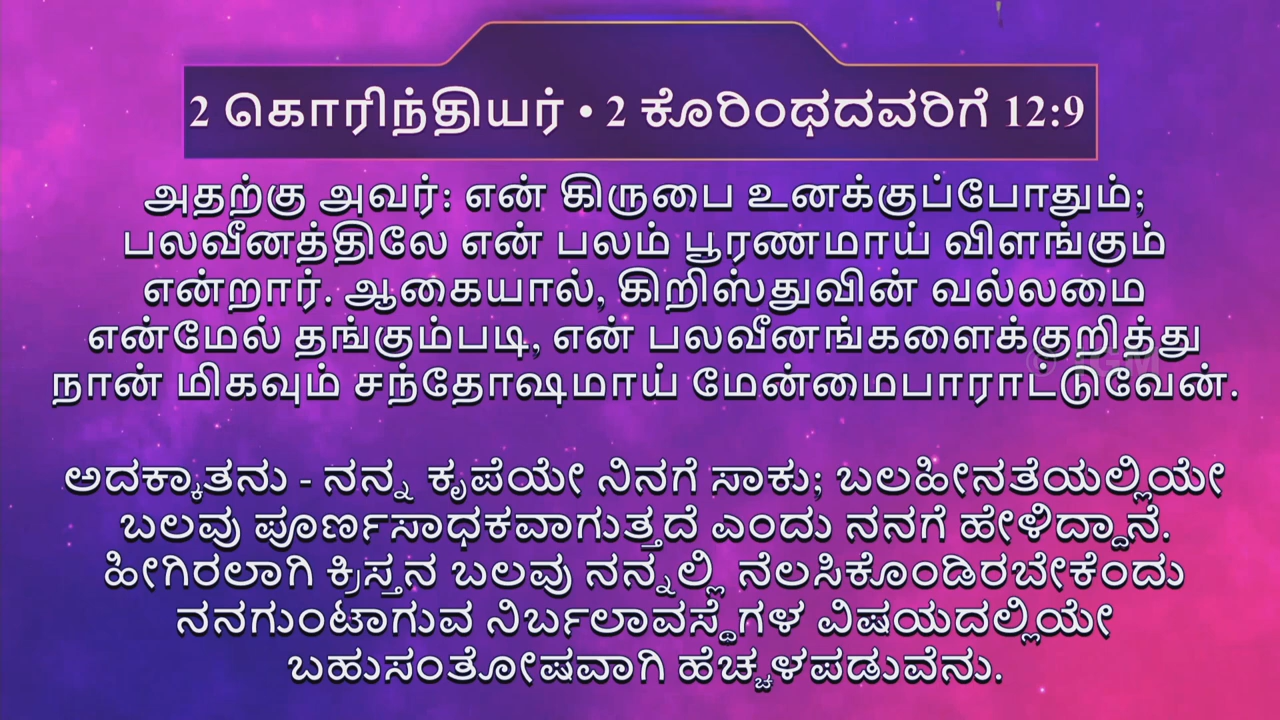 2 கொரிந்தியர் • 2 ಕೊರಿಂಥದವರಿಗೆ 12:9
அதற்கு அவர்: என் கிருபை உனக்குப்போதும்;
பலவீனத்திலே என் பலம் பூரணமாய் விளங்கும்
என்றார். ஆகையால், கிறிஸ்துவின் வல்லமை
என்மேல் தங்கும்படி, என் பலவீனங்களைக்குறித்து
நான் மிகவும் சந்தோஷமாய் மேன்மைபாராட்டுவேன்.
ಅದಕ್ಕಾತನು - ನನ್ನ ಕೃಪೆಯೇ ನಿನಗೆ ಸಾಕು; ಬಲಹೀನತೆಯಲ್ಲಿಯೇ
ಬಲವು ಪೂರ್ಣಸಾಧಕವಾಗುತ್ತದೆ ಎಂದು ನನಗೆ ಹೇಳಿದ್ದಾನೆ.
ಹೀಗಿರಲಾಗಿ ಕ್ರಿಸ್ತನ ಬಲವು ನನ್ನಲ್ಲಿ ನೆಲಸಿಕೊಂಡಿರಬೇಕೆಂದು
ನನಗುಂಟಾಗುವ ನಿರ್ಬಲಾವಸ್ಥೆಗಳ ವಿಷಯದಲ್ಲಿಯೇ
ಬಹುಸಂತೋಷವಾಗಿ ಹೆಚ್ಚಳಪಡುವೆನು.